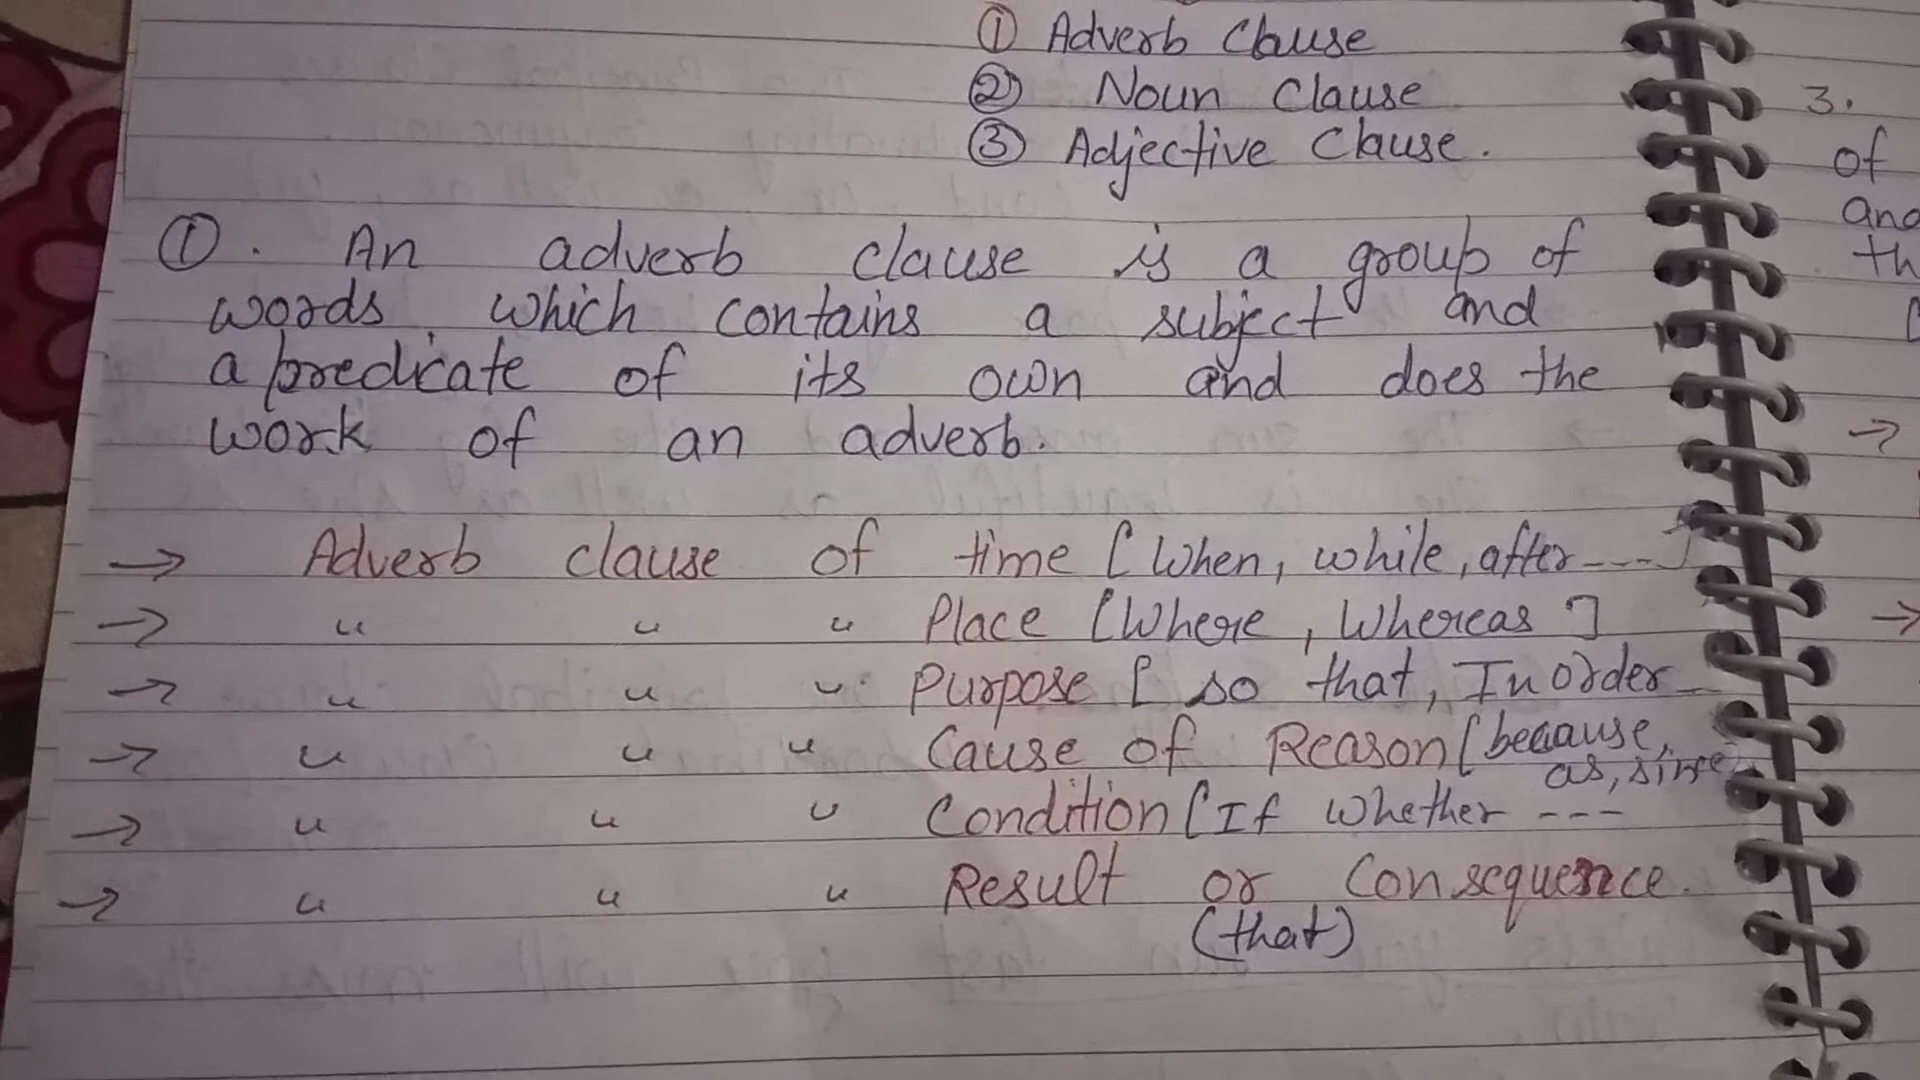 ① Adverb Clause
② Noun Clause
③ Adjective Clause.
①. An adverb clause is a group of
words which contains a subject and
a predicate of its own and does the
work of an adverb.
→ Adverb clause of time [When, while, after ----]
→ " " " Place [Where, Whereas]
→ " " " Purpose [so that, In order
→ " " " Cause of Reason [because,
as, since]
→ " " " Condition [If whether ---
→ " " " Result or Consequence.
(that)
3.
of
and
th
→
→